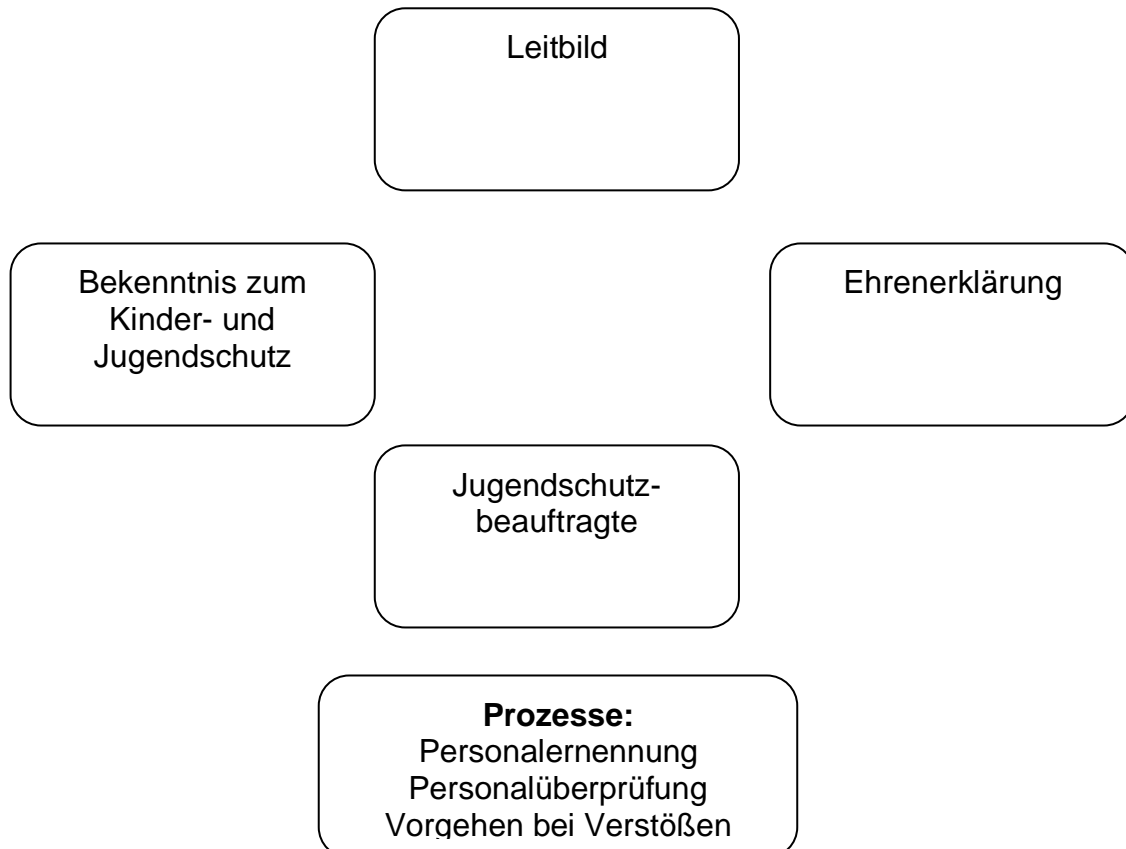 Leitbild
Bekenntnis zum
Kinder- und
Jugendschutz
Ehrenerklärung
Jugendschutz-
beauftragte
Prozesse:
Personalernennung
Personalüberprüfung
Vorgehen bei Verstößen